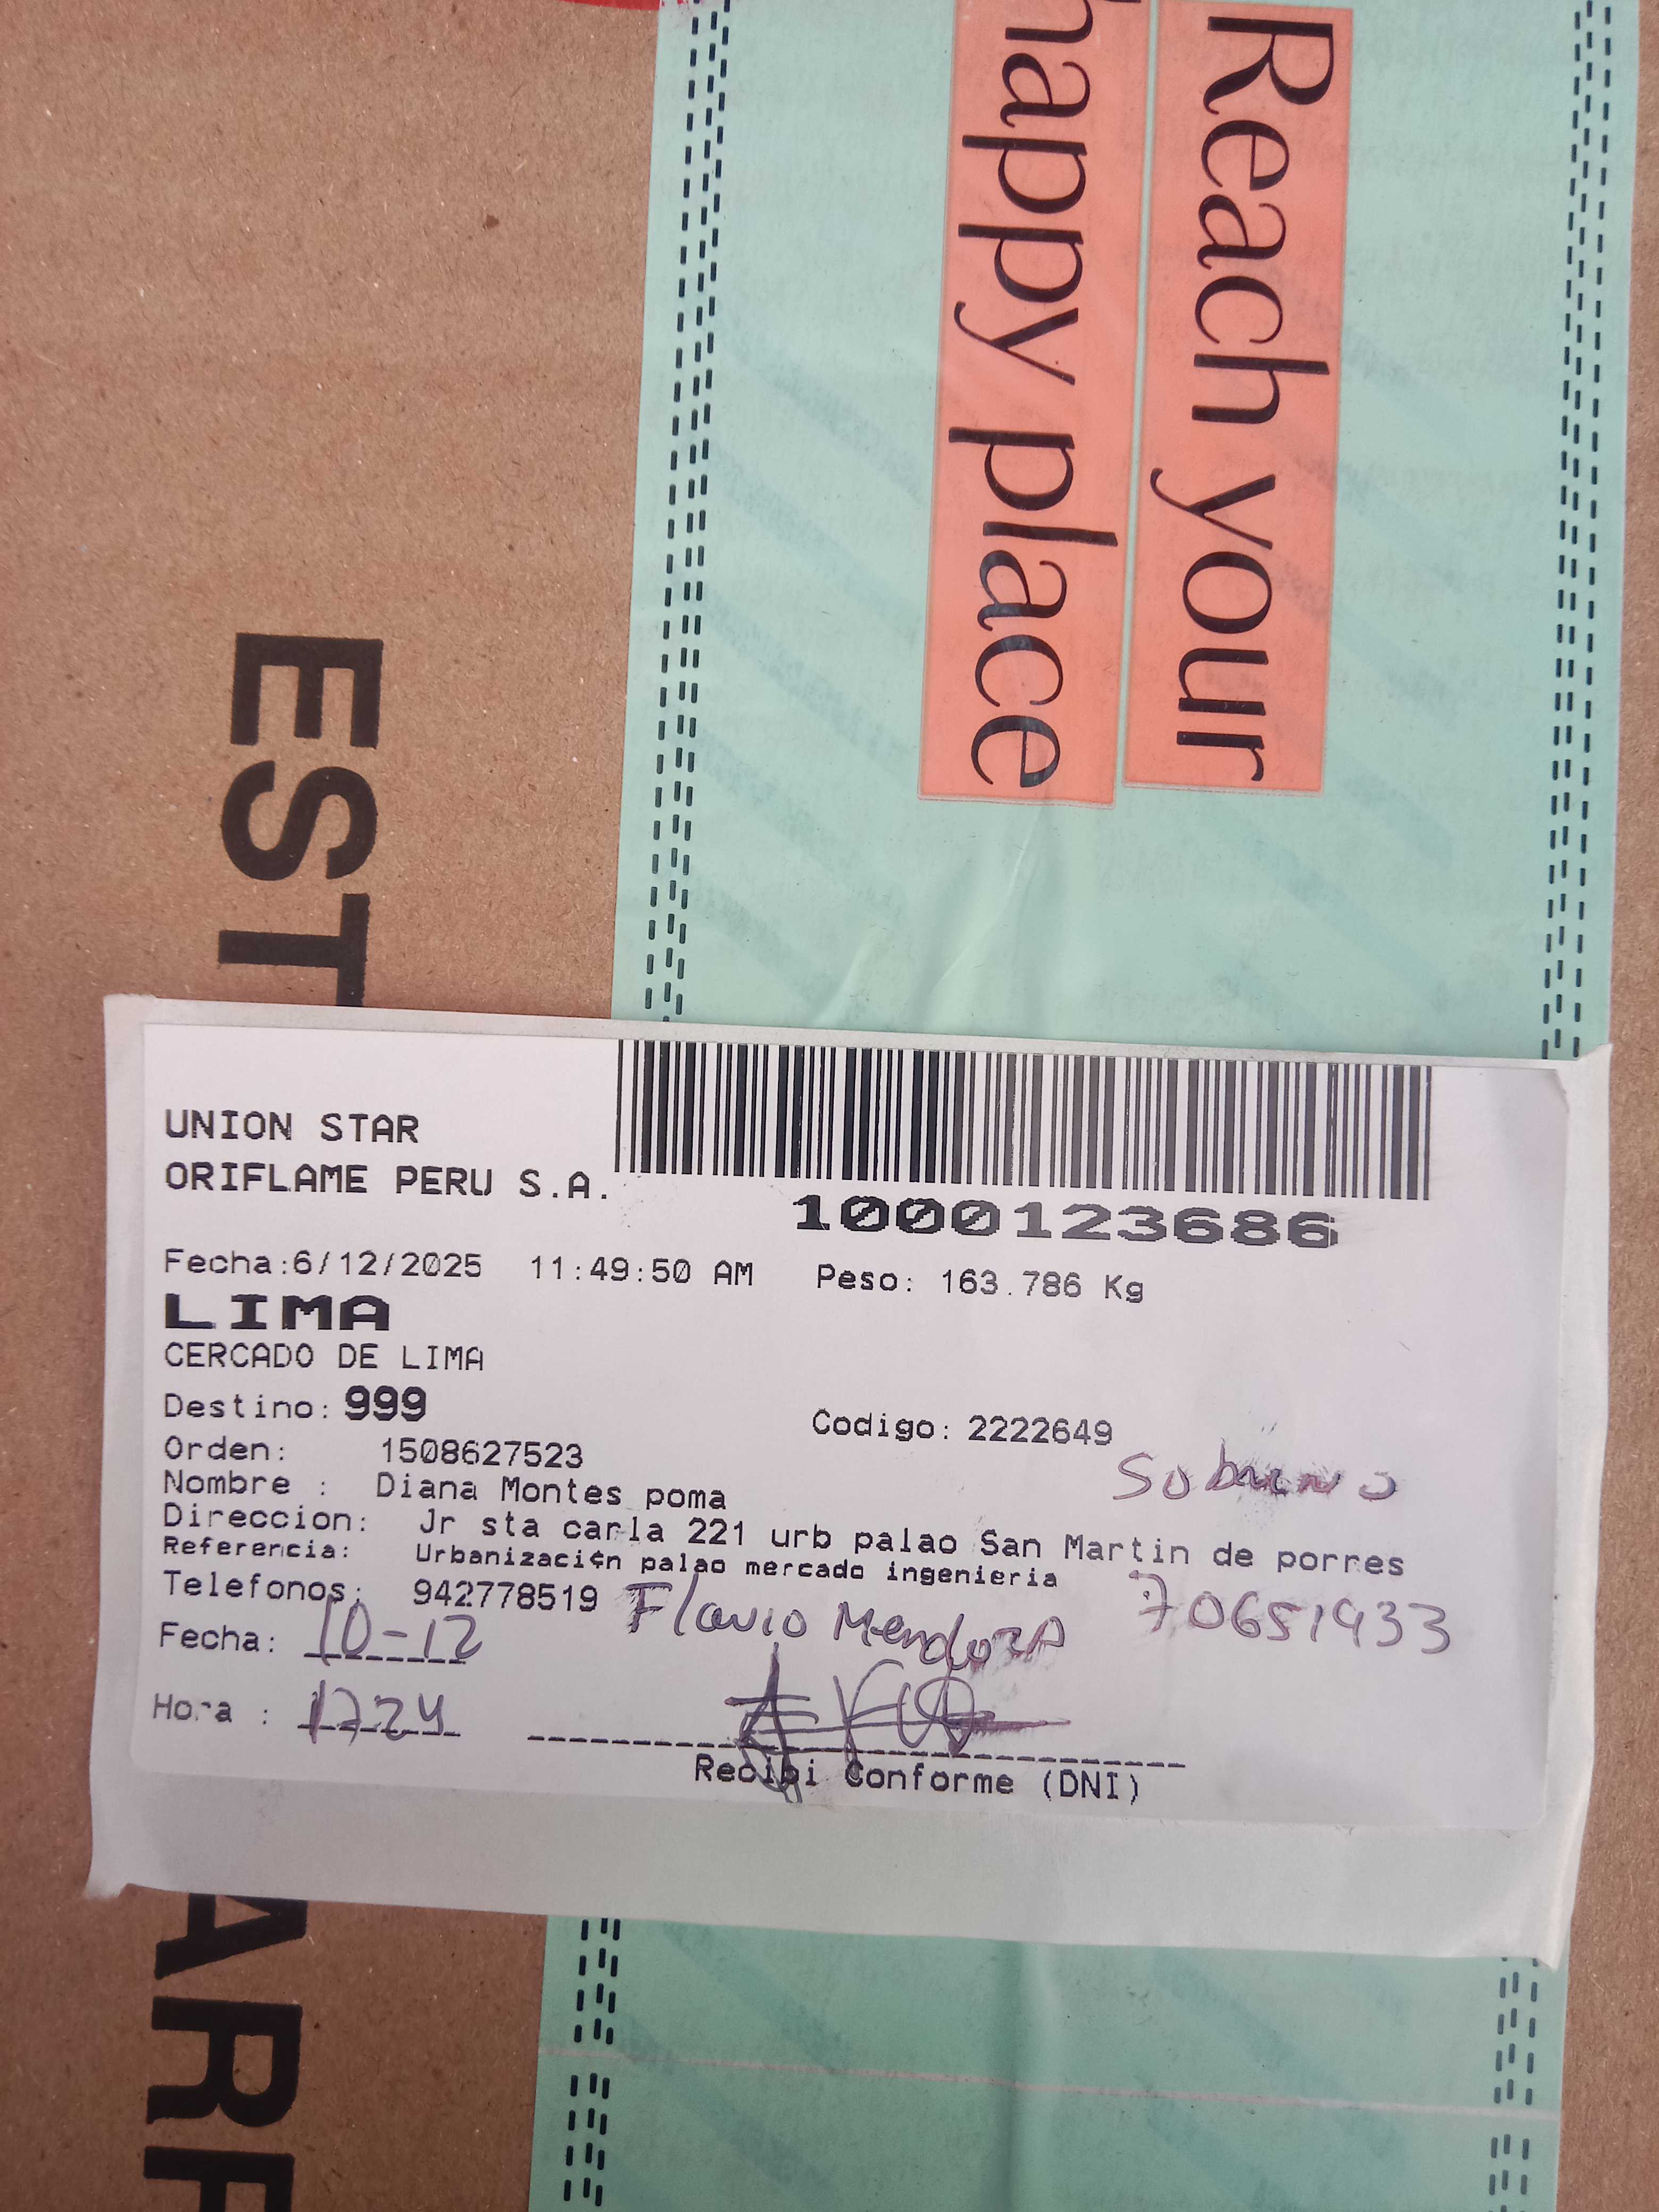 Reach your
happy place
EST
UNION STAR
ORIFLAME PERU S.A.
1000123686
Fecha:6/12/2025 11:49:50 AM Peso: 163.786 Kg
LIMA
CERCADO DE LIMA
Destino: 999
Codigo: 2222649
Orden: 1508627523
Sobrino
Nombre : Diana Montes poma
Direccion: Jr sta carla 221 urb palao San Martin de porres
Referencia: Urbanización palao mercado ingenieria
Telefonos: 942778519 Flavio Mendoza 70651933
Fecha: 10-12
Hora : 1724
Recibi Conforme (DNI)